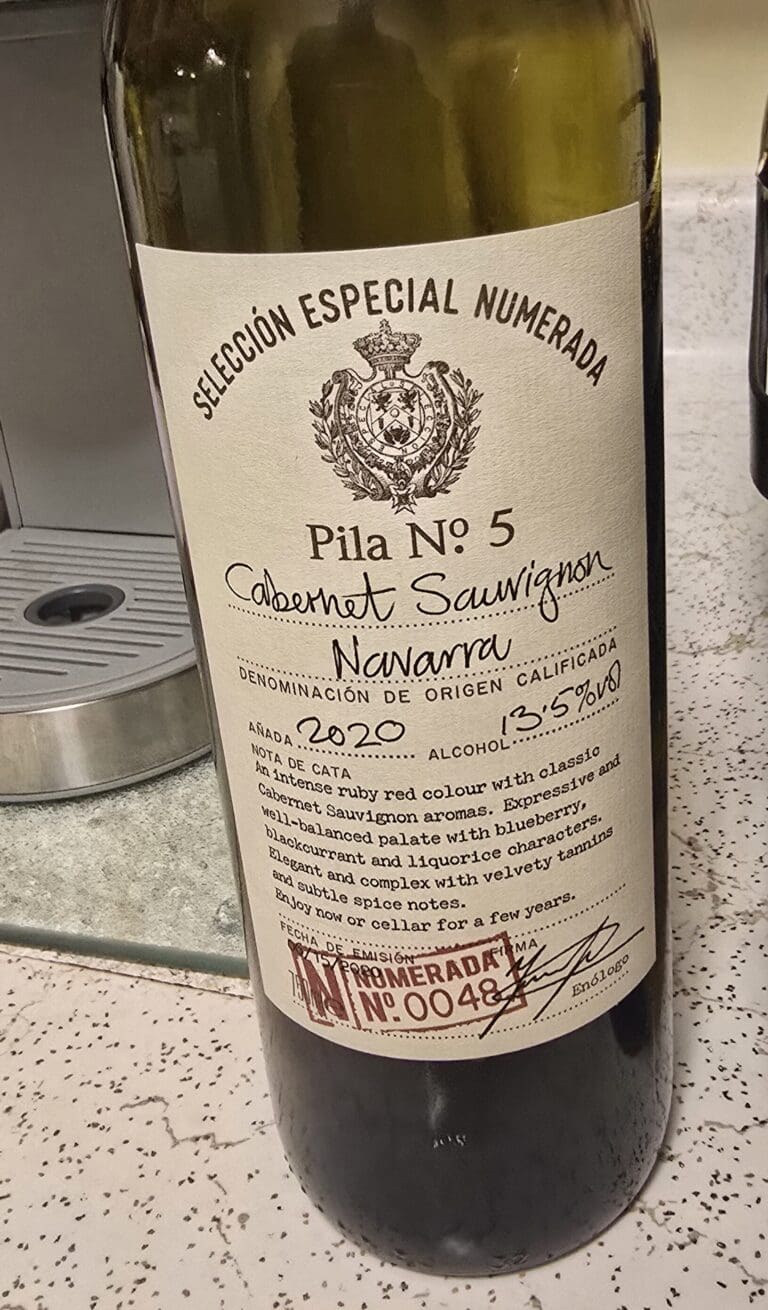 SELECCIÓN ESPECIAL NUMERADA
Pila Nº 5
Cabernet Sauvignon
Navarra
DENOMINACIÓN DE ORIGEN CALIFICADA
AÑADA 2020 ALCOHOL 13.5%vol
NOTA DE CATA
An intense ruby red colour with classic
Cabernet Sauvignon aromas. Expressive and
well-balanced palate with blueberry,
blackcurrant and liquorice characters.
Elegant and complex with velvety tannins
and subtle spice notes.
Enjoy now or cellar for a few years.
FECHA DE EMISIÓN FIRMA
/15/2020
N NUMERADA
Nº. 0048
Enólogo